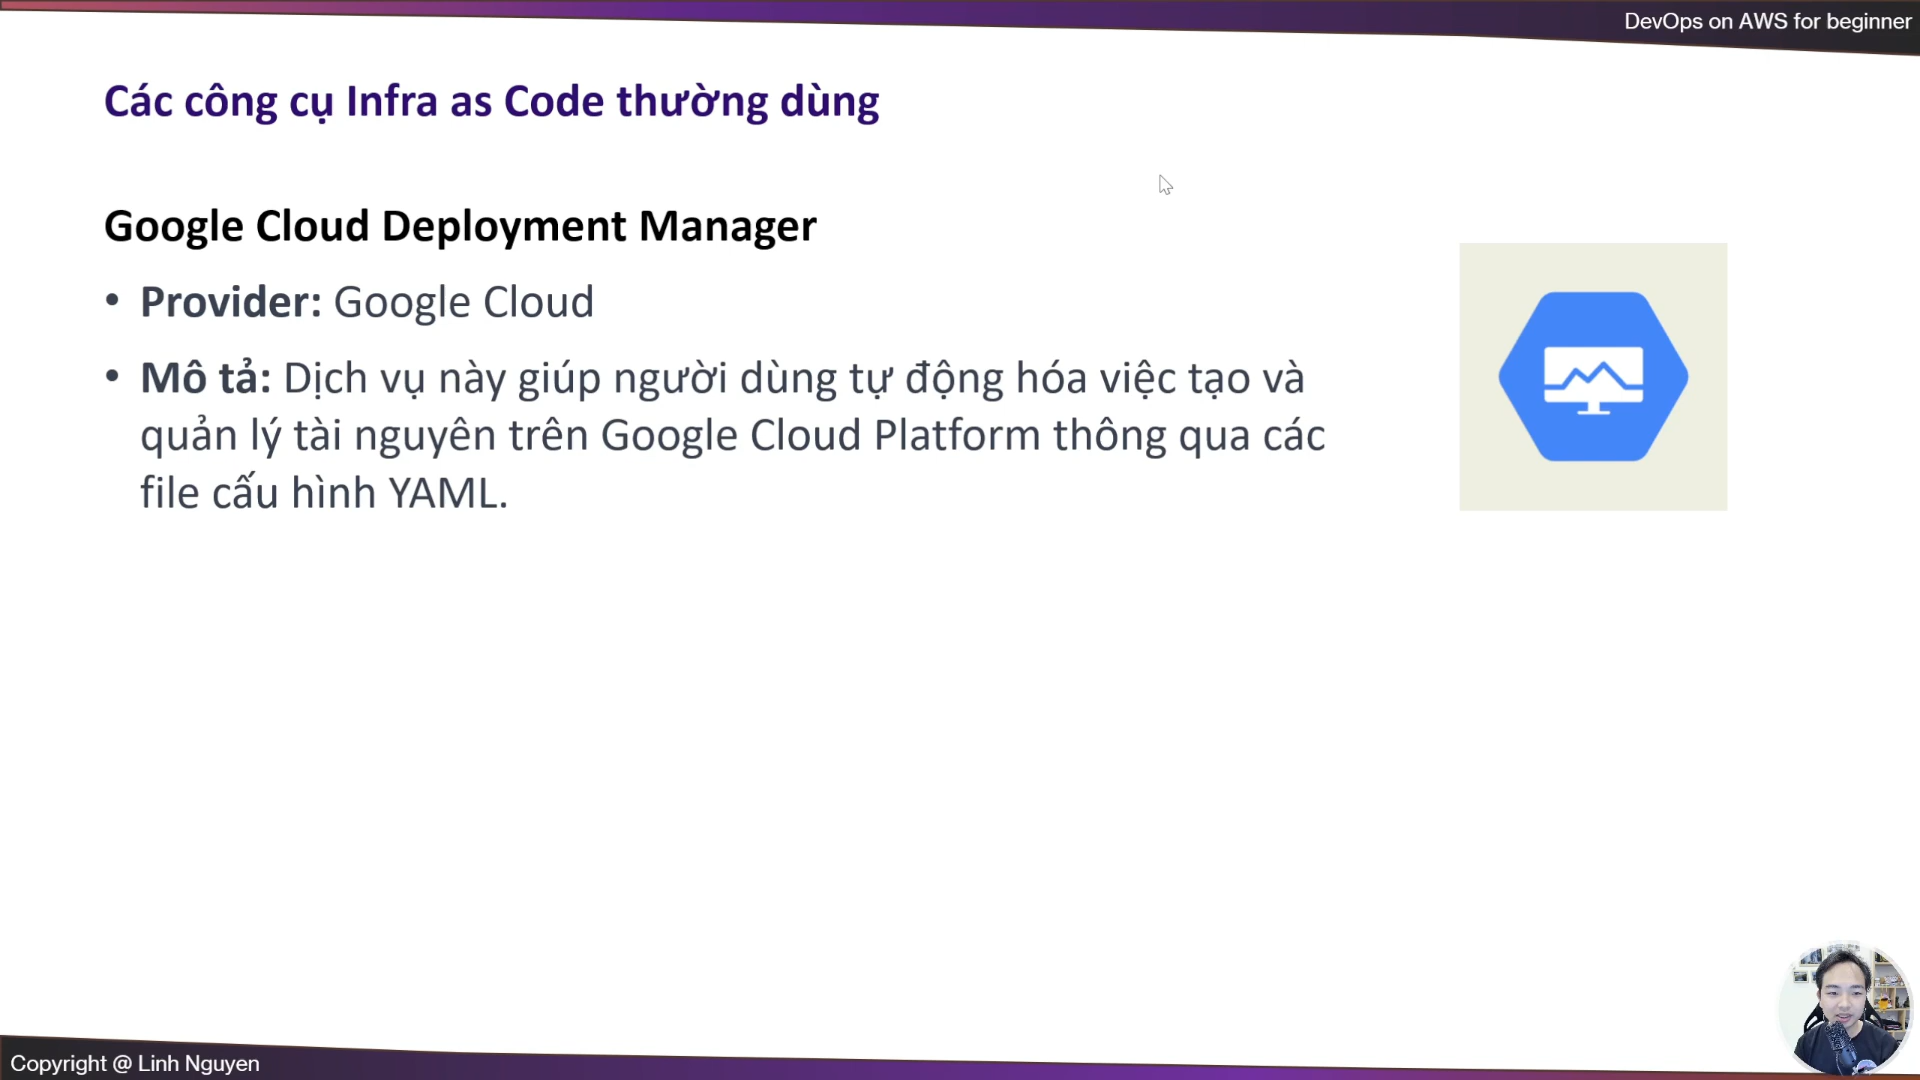 DevOps on AWS for beginner
Các công cụ Infra as Code thường dùng
Google Cloud Deployment Manager
• Provider: Google Cloud
• Mô tả: Dịch vụ này giúp người dùng tự động hóa việc tạo và
quản lý tài nguyên trên Google Cloud Platform thông qua các
file cấu hình YAML.
Copyright @ Linh Nguyen